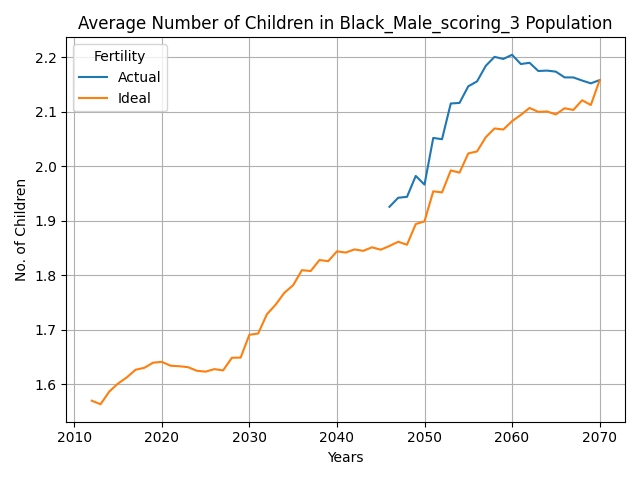 Average Number of Children in Black_Male_scoring_3 Population
Fertility
Actual
Ideal
No. of Children
2.2
2.1
2.0
1.9
1.8
1.7
1.6
2010 2020 2030 2040 2050 2060 2070
Years